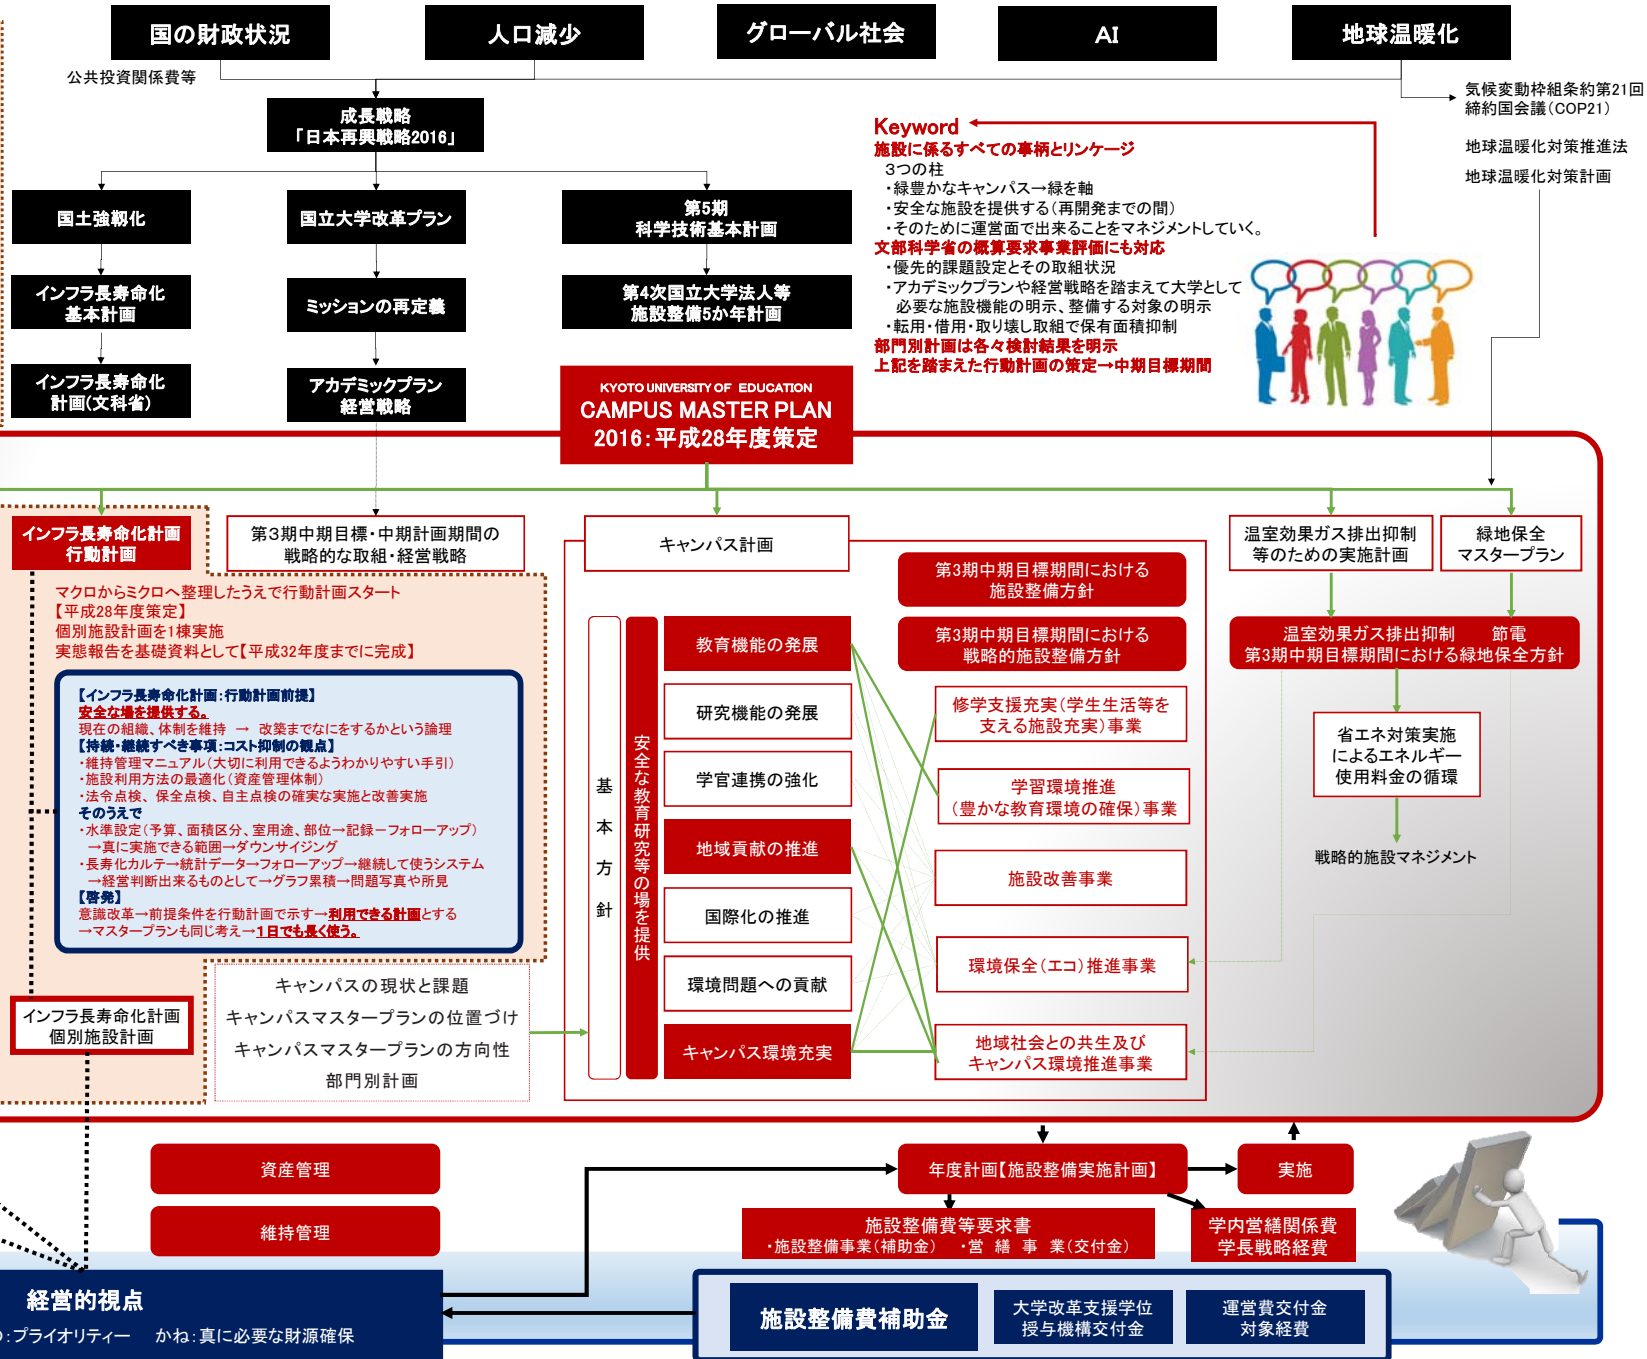 国の財政状況
人口減少
グローバル社会
AI
地球温暖化
公共投資関係費等
成長戦略
「日本再興戦略2016」
気候変動枠組条約第21回
締約国会議(COP21)
地球温暖化対策推進法
地球温暖化対策計画
Keyword
施設に係るすべての事柄とリンケージ
3つの柱
・緑豊かなキャンパス→緑を軸
・安全な施設を提供する(再開発までの間)
・そのために運営面で出来ることをマネジメントしていく。
文部科学省の概算要求事業評価にも対応
・優先的課題設定とその取組状況
・アカデミックプランや経営戦略を踏まえて大学として
必要な施設機能の明示、整備する対象の明示
・転用・借用・取り壊し取組で保有面積抑制
部門別計画は各々検討結果を明示
上記を踏まえた行動計画の策定→中期目標期間
国土強靱化
国立大学改革プラン
第5期
科学技術基本計画
インフラ長寿命化
基本計画
ミッションの再定義
第4次国立大学法人等
施設整備5か年計画
インフラ長寿命化
計画(文科省)
アカデミックプラン
経営戦略
KYOTO UNIVERSITY OF EDUCATION
CAMPUS MASTER PLAN
2016:平成28年度策定
インフラ長寿命化計画
行動計画
第3期中期目標・中期計画期間の
戦略的な取組・経営戦略
キャンパス計画
温室効果ガス排出抑制
等のための実施計画
緑地保全
マスタープラン
マクロからミクロへ整理したうえで行動計画スタート
【平成28年度策定】
個別施設計画を1棟実施
実態報告を基礎資料として【平成32年度までに完成】
【インフラ長寿命化計画:行動計画前提】
安全な場を提供する。
現在の組織、体制を維持 → 改築までなにをするかという論理
【持続・継続すべき事項:コスト抑制の観点】
・維持管理マニュアル(大切に利用できるようわかりやすい手引)
・施設利用方法の最適化(資産管理体制)
・法令点検、保全点検、自主点検の確実な実施と改善実施
そのうえで
・水準設定(予算、面積区分、室用途、部位→記録－フォローアップ)
→真に実施できる範囲→ダウンサイジング
・長寿化カルテ→統計データ→フォローアップ→継続して使うシステム
→経営判断出来るものとして→グラフ累積→問題写真や所見
【啓発】
意識改革→前提条件を行動計画で示す→利用できる計画とする
→マスタープランも同じ考え→1日でも長く使う。
インフラ長寿命化計画
個別施設計画
キャンパスの現状と課題
キャンパスマスタープランの位置づけ
キャンパスマスタープランの方向性
部門別計画
基本方針
安全な教育研究等の場を提供
教育機能の発展
研究機能の発展
学官連携の強化
地域貢献の推進
国際化の推進
環境問題への貢献
キャンパス環境充実
第3期中期目標期間における
施設整備方針
第3期中期目標期間における
戦略的施設整備方針
修学支援充実(学生生活等を
支える施設充実)事業
学習環境推進
(豊かな教育環境の確保)事業
施設改善事業
環境保全(エコ)推進事業
地域社会との共生及び
キャンパス環境推進事業
温室効果ガス排出抑制 節電
第3期中期目標期間における緑地保全方針
省エネ対策実施
によるエネルギー
使用料金の循環
戦略的施設マネジメント
資産管理
維持管理
年度計画【施設整備実施計画】
実施
施設整備費等要求書
・施設整備事業(補助金) ・営 繕 事 業(交付金)
学内営繕関係費
学長戦略経費
経営的視点
:プライオリティー かね:真に必要な財源確保
施設整備費補助金
大学改革支援学位
授与機構交付金
運営費交付金
対象経費